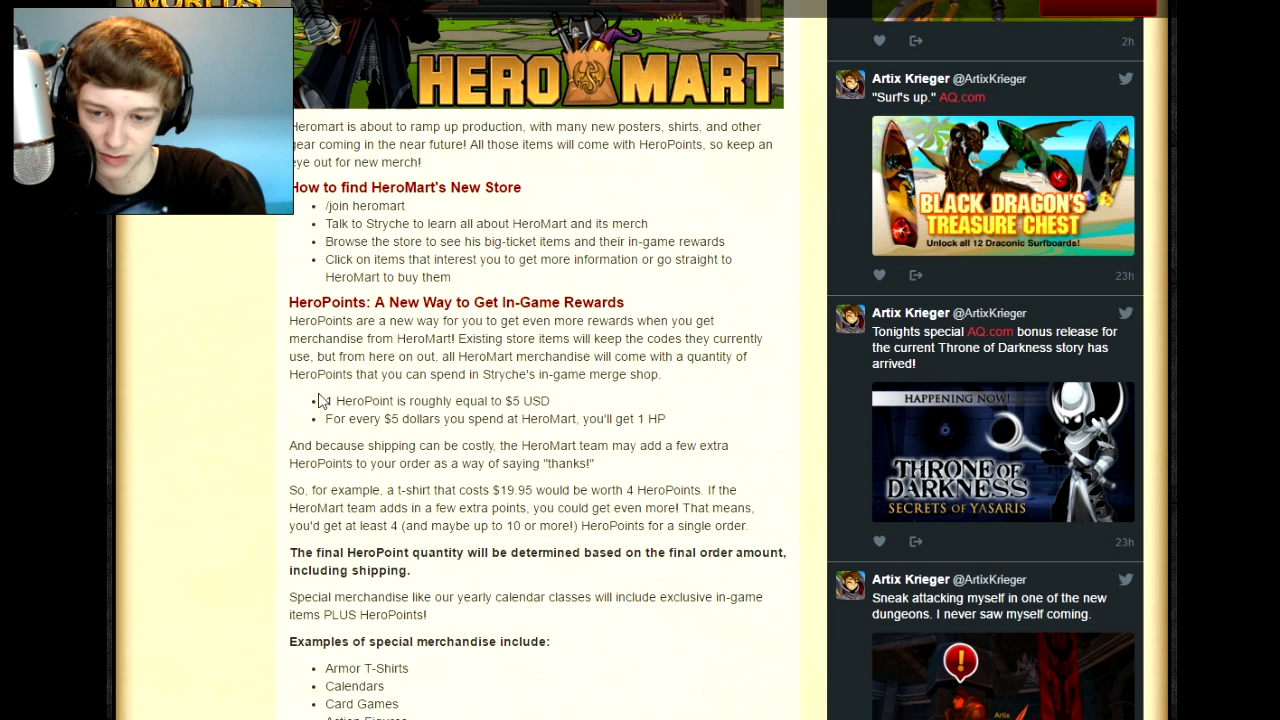 WORLDS
HERO MART
Heromart is about to ramp up production, with many new posters, shirts, and other
gear coming in the near future! All those items will come with HeroPoints, so keep an
eye out for new merch!
How to find HeroMart's New Store
/join heromart
Talk to Stryche to learn all about HeroMart and its merch
Browse the store to see his big-ticket items and their in-game rewards
Click on items that interest you to get more information or go straight to
HeroMart to buy them
HeroPoints: A New Way to Get In-Game Rewards
HeroPoints are a new way for you to get even more rewards when you get
merchandise from HeroMart! Existing store items will keep the codes they currently
use, but from here on out, all HeroMart merchandise will come with a quantity of
HeroPoints that you can spend in Stryche's in-game merge shop.
1 HeroPoint is roughly equal to $5 USD
For every $5 dollars you spend at HeroMart, you'll get 1 HP
And because shipping can be costly, the HeroMart team may add a few extra
HeroPoints to your order as a way of saying "thanks!"
So, for example, a t-shirt that costs $19.95 would be worth 4 HeroPoints. If the
HeroMart team adds in a few extra points, you could get even more! That means,
you'd get at least 4 (and maybe up to 10 or more!) HeroPoints for a single order.
The final HeroPoint quantity will be determined based on the final order amount,
including shipping.
Special merchandise like our yearly calendar classes will include exclusive in-game
items PLUS HeroPoints!
Examples of special merchandise include:
Armor T-Shirts
Calendars
Card Games
Action Figures
2h
Artix Krieger @ArtixKrieger
"Surf's up." AQ.com
BLACK DRAGON'S
TREASURE CHEST
Unlock all 12 Draconic Surfboards!
23h
Artix Krieger @ArtixKrieger
Tonights special AQ.com bonus release for
the current Throne of Darkness story has
arrived!
HAPPENING NOW!
THRONE OF
DARKNESS
SECRETS OF YASARIS
23h
Artix Krieger @ArtixKrieger
Sneak attacking myself in one of the new
dungeons. I never saw myself coming.
!
Artix